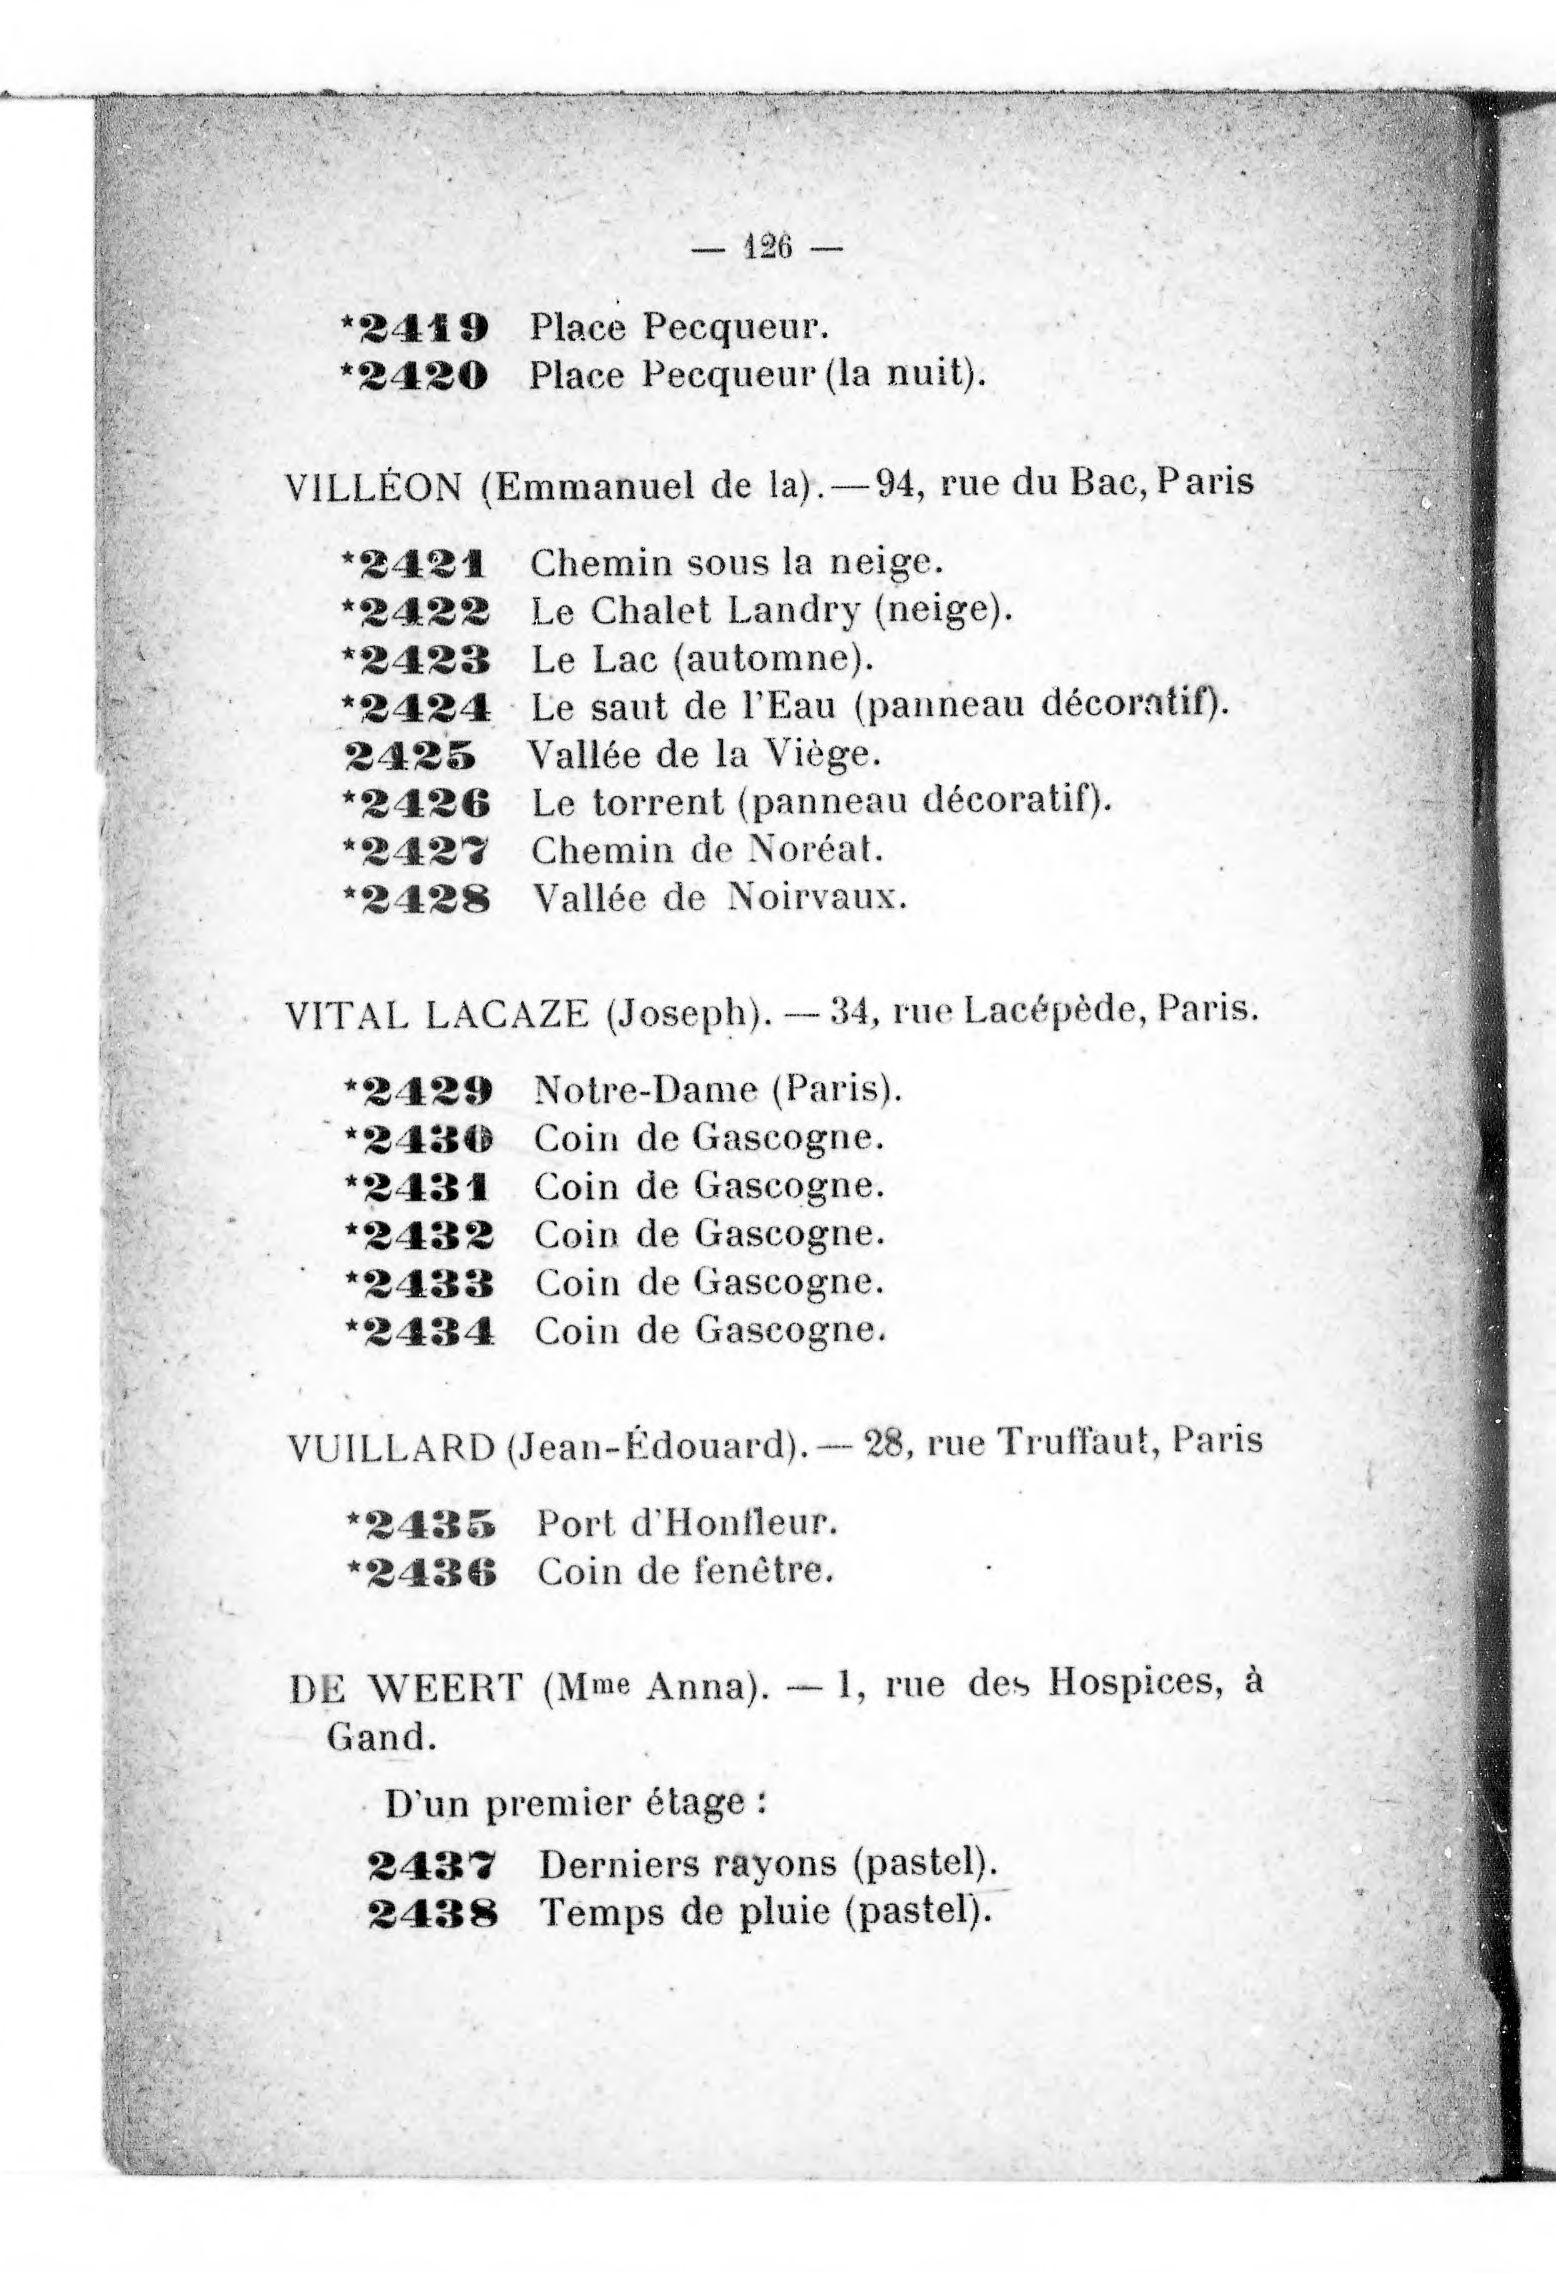 — 126 —
*2419 Place Pecqueur.
*2420 Place Pecqueur (la nuit).
VILLÉON (Emmanuel de la). — 94, rue du Bac, Paris
*2421 Chemin sous la neige.
*2422 Le Chalet Landry (neige).
*2423 Le Lac (automne).
*2424 Le saut de l'Eau (panneau décoratif).
2425 Vallée de la Viège.
*2426 Le torrent (panneau décoratif).
*2427 Chemin de Noréat.
*2428 Vallée de Noirvaux.
VITAL LACAZE (Joseph). — 34, rue Lacépède, Paris.
*2429 Notre-Dame (Paris).
*2430 Coin de Gascogne.
*2431 Coin de Gascogne.
*2432 Coin de Gascogne.
*2433 Coin de Gascogne.
*2434 Coin de Gascogne.
VUILLARD (Jean-Édouard). — 28, rue Truffaut, Paris
*2435 Port d'Honfleur.
*2436 Coin de fenêtre.
DE WEERT (Mme Anna). — 1, rue des Hospices, à
Gand.
D'un premier étage :
2437 Derniers rayons (pastel).
2438 Temps de pluie (pastel).